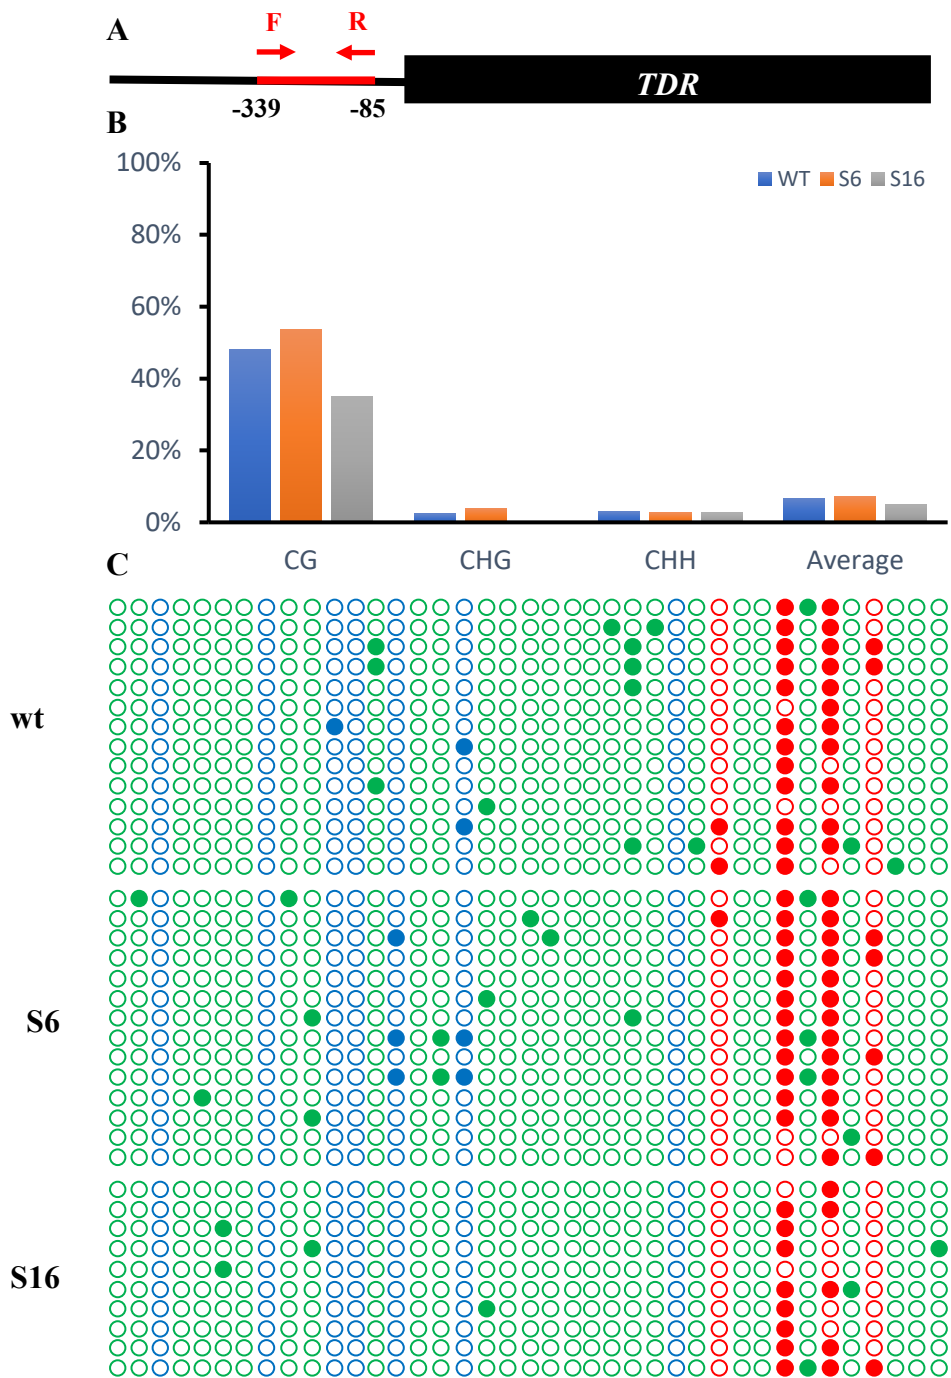 A
F R
TDR
-339 -85
B
100%
WT S6 S16
80%
60%
40%
20%
0%
CG CHG CHH Average
C
wt
S6
S16